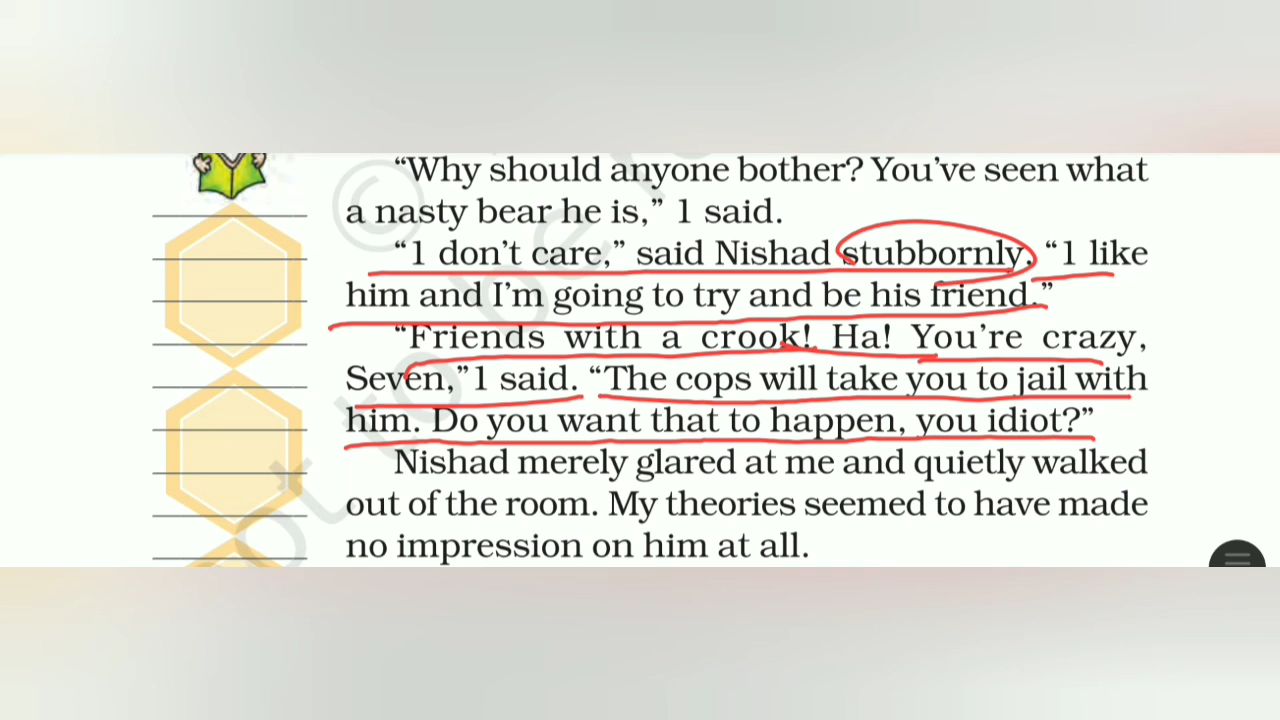 “Why should anyone bother? You’ve seen what
a nasty bear he is,” 1 said.
“1 don’t care,” said Nishad stubbornly. “1 like
him and I’m going to try and be his friend.”
“Friends with a crook! Ha! You’re crazy,
Seven,”1 said. “The cops will take you to jail with
him. Do you want that to happen, you idiot?”
Nishad merely glared at me and quietly walked
out of the room. My theories seemed to have made
no impression on him at all.